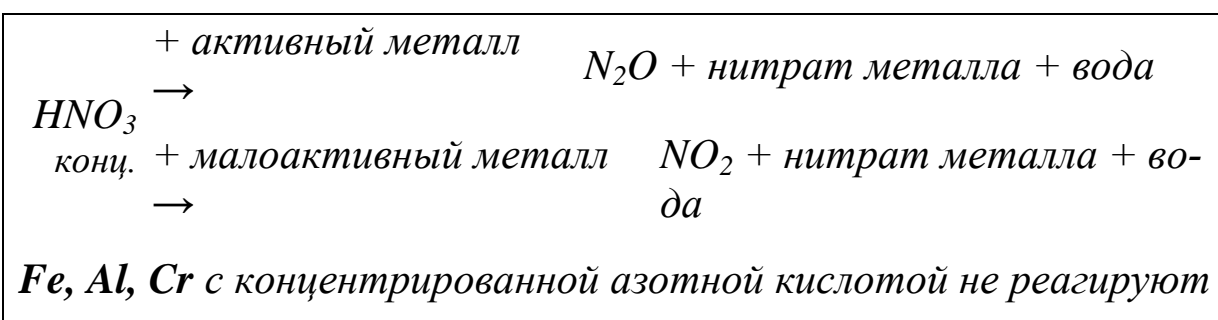 + активный металл N₂O + нитрат металла + вода
→
HNO₃
конц. + малоактивный металл NO₂ + нитрат металла + во-
→ да
Fe, Al, Cr с концентрированной азотной кислотой не реагируют